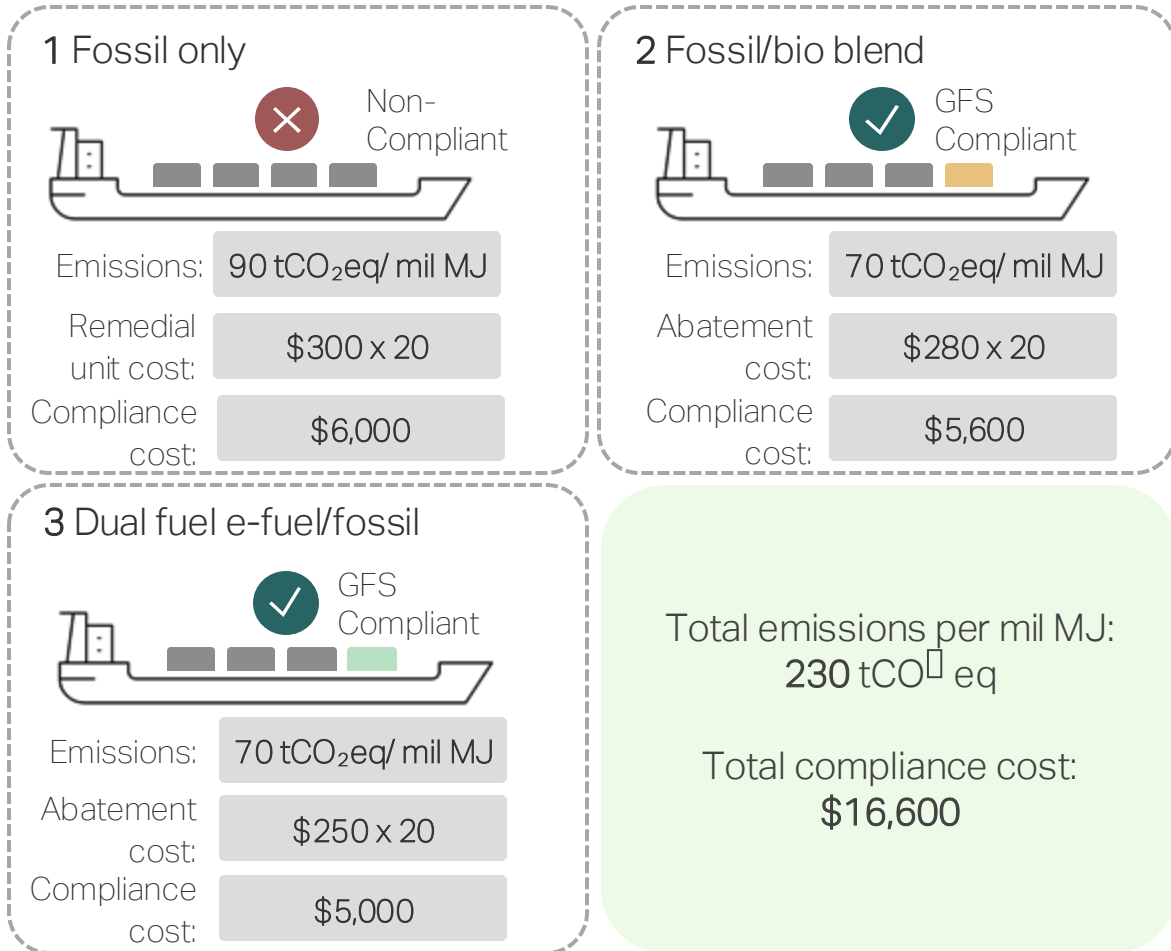 1 Fossil only
Non-
Compliant
Emissions:
90 tCO₂eq/ mil MJ
Remedial
unit cost:
$300 x 20
Compliance
cost:
$6,000
2 Fossil/bio blend
GFS
Compliant
Emissions:
70 tCO₂eq/ mil MJ
Abatement
cost:
$280 x 20
Compliance
cost:
$5,600
3 Dual fuel e-fuel/fossil
GFS
Compliant
Emissions:
70 tCO₂eq/ mil MJ
Abatement
cost:
$250 x 20
Compliance
cost:
$5,000
Total emissions per mil MJ:
230 tCO▯ eq
Total compliance cost:
$16,600